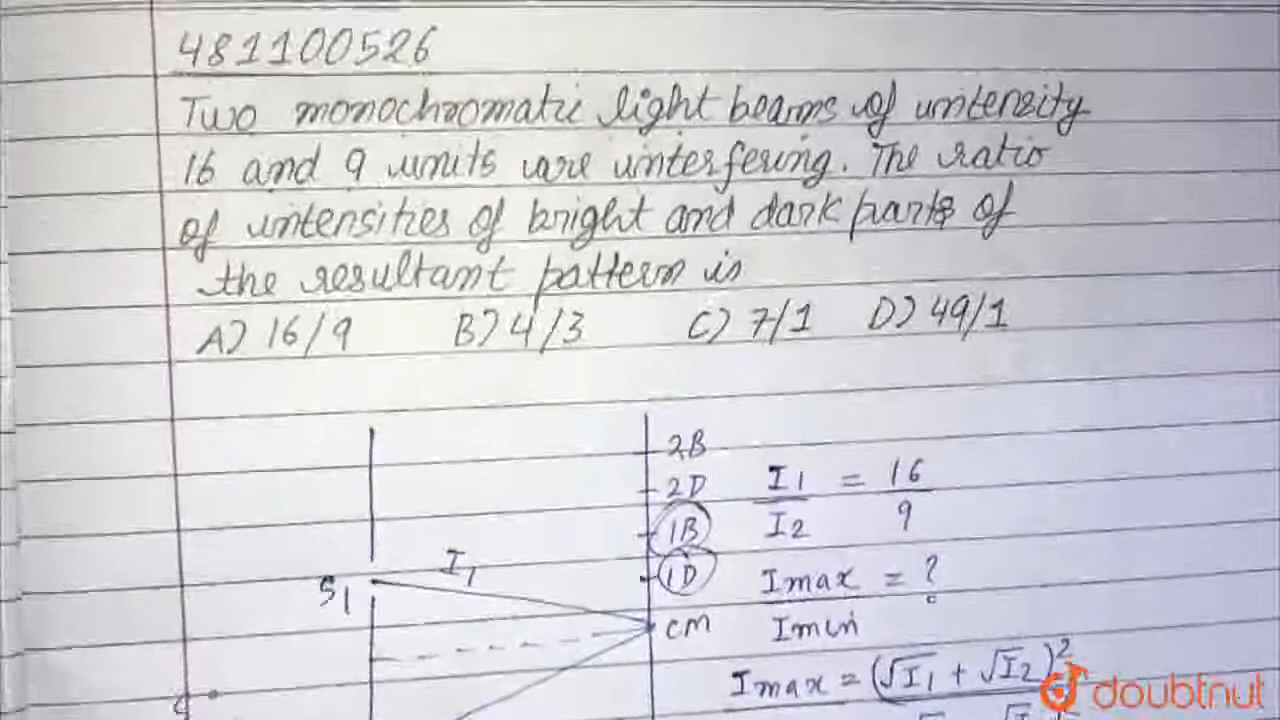 481100526
Two monochromatic light beams of intensity
16 and 9 units are interfering. The ratio
of intensities of bright and dark parts of
the resultant pattern is
A) 16/9 B) 4/3 C) 7/1 D) 49/1
2B
2D
1B
1D
CM
S1
I1
I1/I2 = 16/9
Imax/Imin = ?
Imax = (√I1 + √I2)²
doubtnut